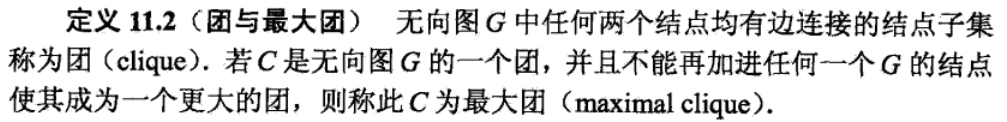 定义 11.2（团与最大团） 无向图 G 中任何两个结点均有边连接的结点子集
称为团（clique）. 若 C 是无向图 G 的一个团，并且不能再加进任何一个 G 的结点
使其成为一个更大的团，则称此 C 为最大团（maximal clique）.